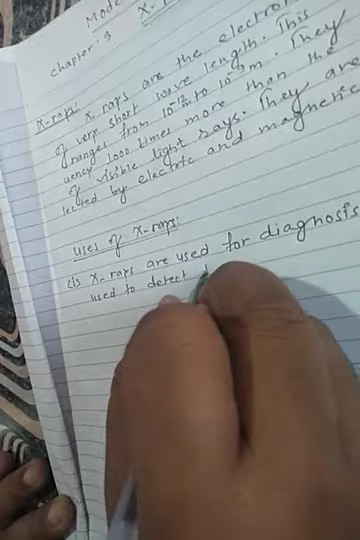 Mode
X-
chapter: 3
X-rays:
X rays are the electro
of very short wave length. This
ranges from 10⁻¹² to 10⁻⁹ m. They
uency 1000 times more than the
of visible light rays. They are
lected by electric and magnetic
uses of X-rays:
X-rays are used for diagnosis
used to detect